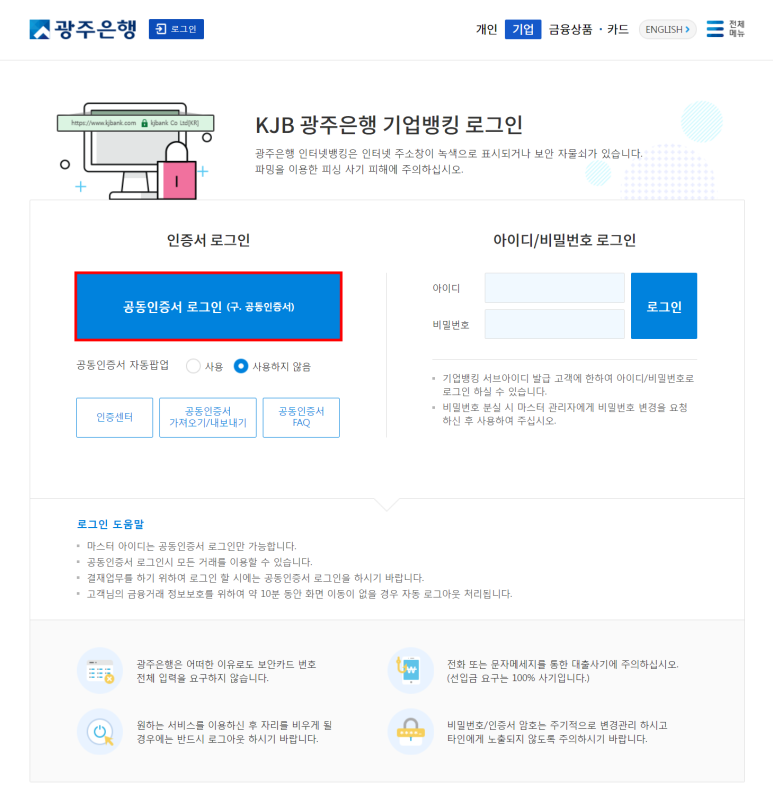 광주은행
로그인
개인 기업 금융상품 · 카드 ENGLISH
전체
메뉴
https://www.kjbank.com kjbank Co Ltd[KR]
KJB 광주은행 기업뱅킹 로그인
광주은행 인터넷뱅킹은 인터넷 주소창이 녹색으로 표시되거나 보안 자물쇠가 있습니다.
파밍을 이용한 피싱 사기 피해에 주의하십시오.
인증서 로그인
공동인증서 로그인 (구. 공동인증서)
공동인증서 자동팝업 사용 사용하지 않음
인증센터
공동인증서
가져오기/내보내기
공동인증서
FAQ
아이디/비밀번호 로그인
아이디
비밀번호
로그인
• 기업뱅킹 서브아이디 발급 고객에 한하여 아이디/비밀번호로
로그인 하실 수 있습니다.
• 비밀번호 분실 시 마스터 관리자에게 비밀번호 변경을 요청
하신 후 사용하여 주십시오.
로그인 도움말
• 마스터 아이디는 공동인증서 로그인만 가능합니다.
• 공동인증서 로그인시 모든 거래를 이용할 수 있습니다.
• 결재업무를 하기 위하여 로그인 할 시에는 공동인증서 로그인을 하시기 바랍니다.
• 고객님의 금융거래 정보보호를 위하여 약 10분 동안 화면 이동이 없을 경우 자동 로그아웃 처리됩니다.
광주은행은 어떠한 이유로도 보안카드 번호
전체 입력을 요구하지 않습니다.
전화 또는 문자메세지를 통한 대출사기에 주의하십시오.
(선입금 요구는 100% 사기입니다.)
원하는 서비스를 이용하신 후 자리를 비우게 될
경우에는 반드시 로그아웃 하시기 바랍니다.
비밀번호/인증서 암호는 주기적으로 변경관리 하시고
타인에게 노출되지 않도록 주의하시기 바랍니다.